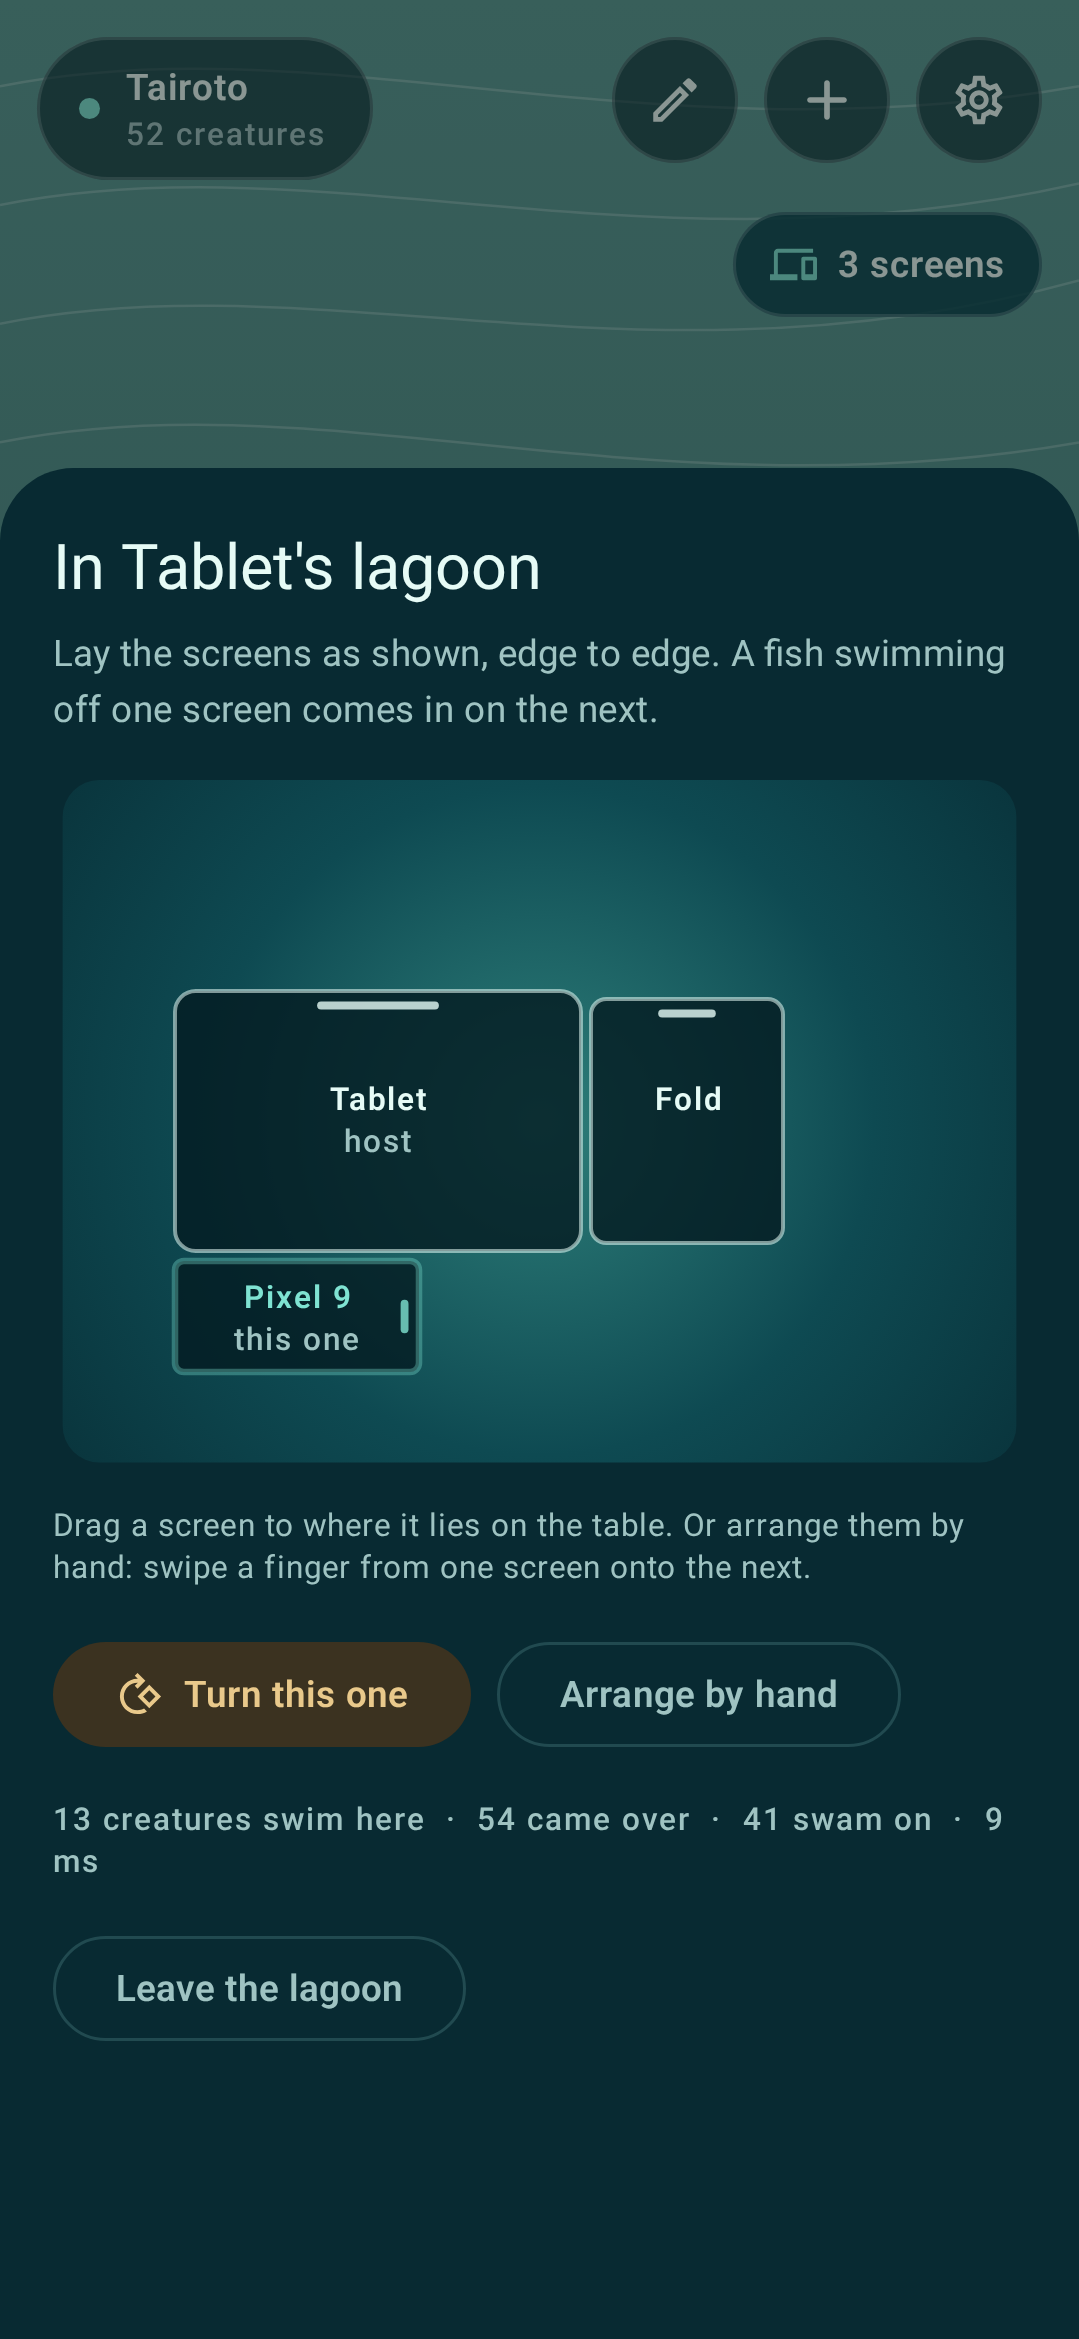 Tairoto
52 creatures
3 screens
In Tablet's lagoon
Lay the screens as shown, edge to edge. A fish swimming
off one screen comes in on the next.
Tablet
host
Fold
Pixel 9
this one
Drag a screen to where it lies on the table. Or arrange them by
hand: swipe a finger from one screen onto the next.
Turn this one
Arrange by hand
13 creatures swim here · 54 came over · 41 swam on · 9
ms
Leave the lagoon